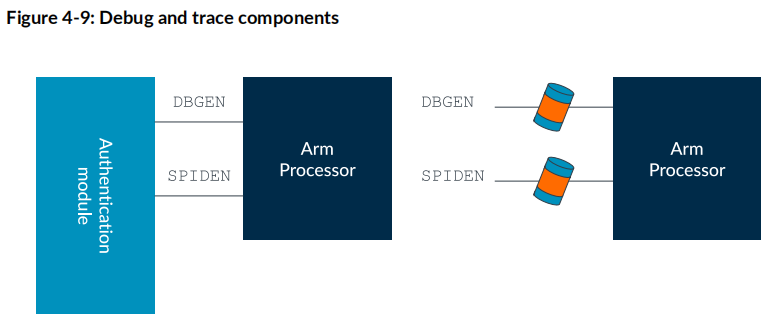 Figure 4-9: Debug and trace components
Authentication
module
DBGEN
SPIDEN
Arm
Processor
DBGEN
SPIDEN
Arm
Processor